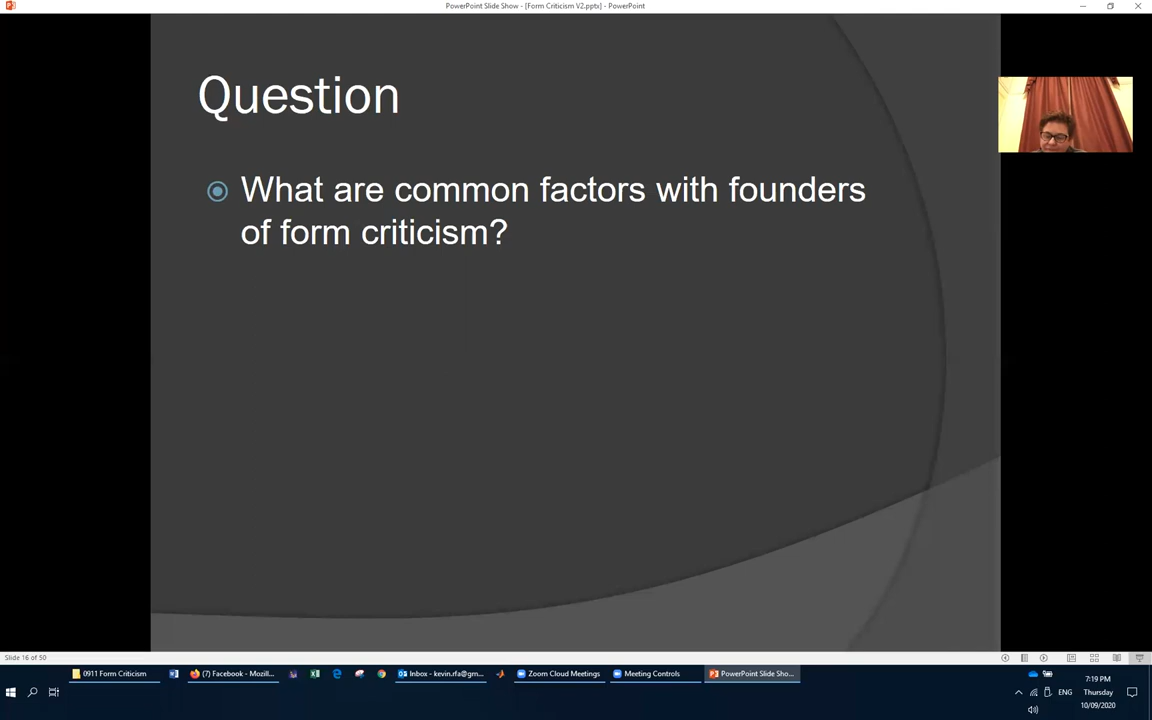 PowerPoint Slide Show - [Form Criticism V2.pptx] - PowerPoint
Question
What are common factors with founders
of form criticism?
Slide 16 of 50
0911 Form Criticism
(7) Facebook - Mozill...
Inbox - kevin.rfa@gm...
Zoom Cloud Meetings
Meeting Controls
PowerPoint Slide Sho...
ENG
7:19 PM
Thursday
10/09/2020